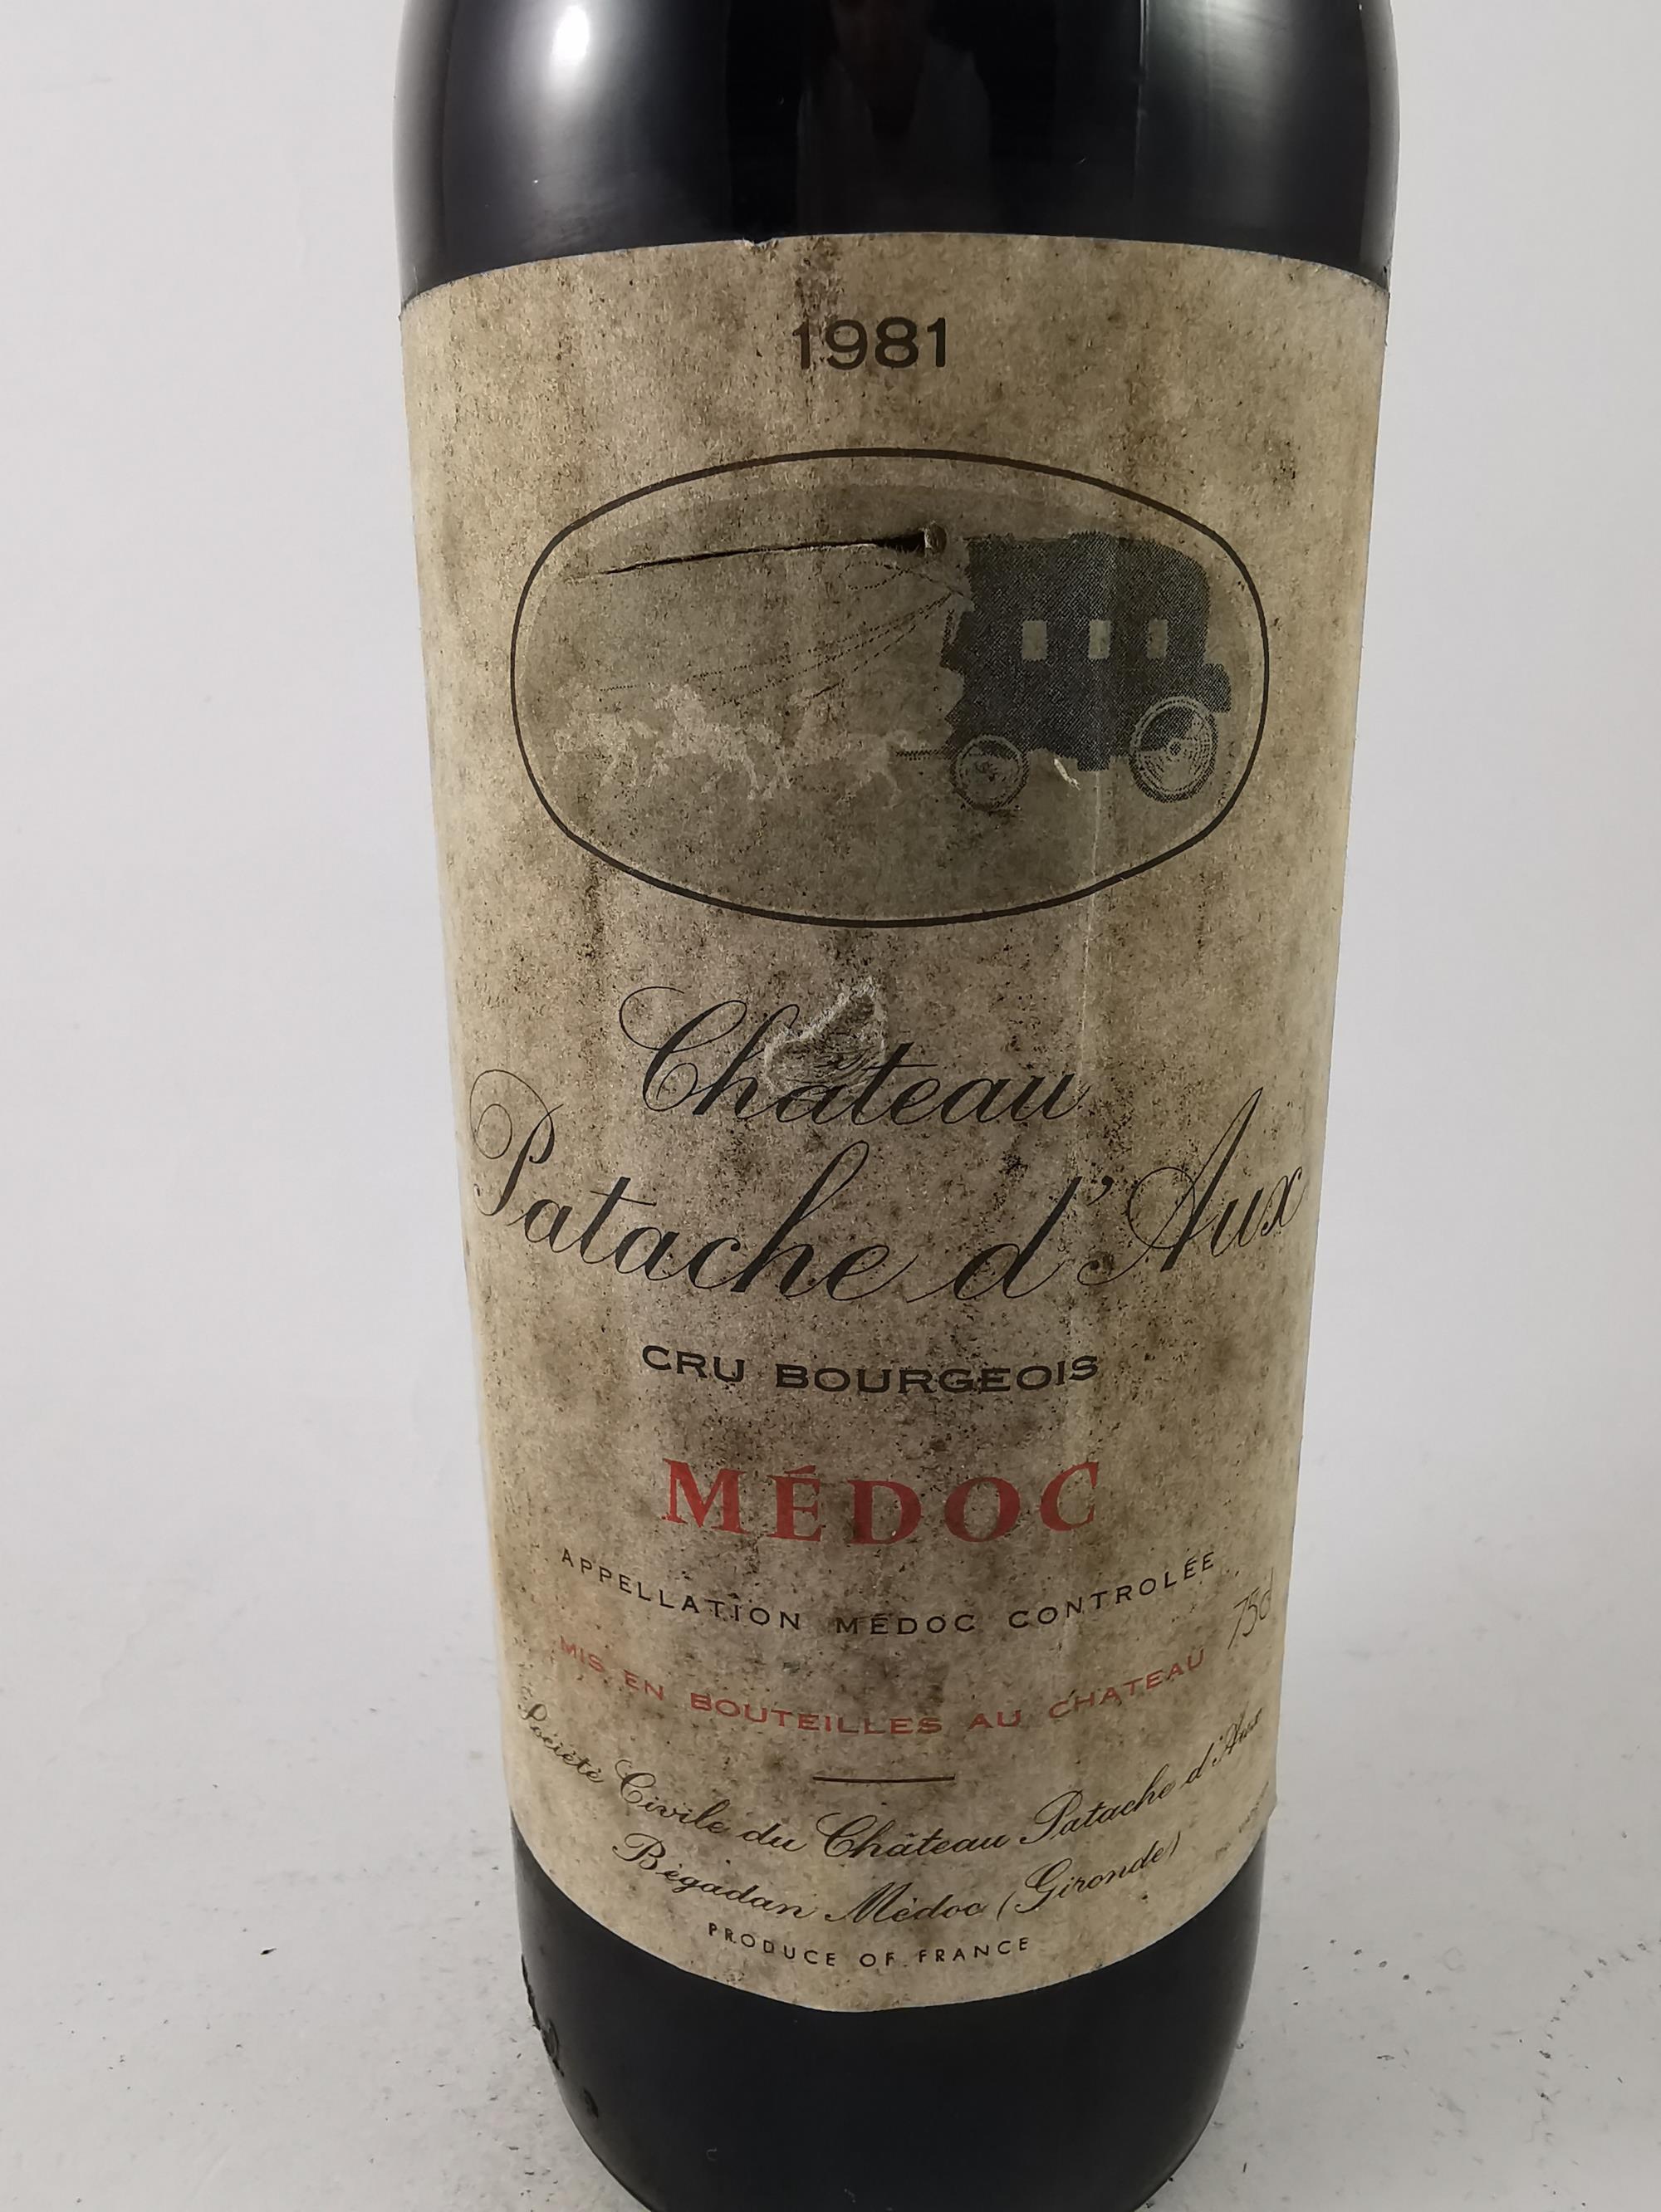 1981
Château
Patache d'Aux
CRU BOURGEOIS
MÉDOC
APPELLATION MÉDOC CONTROLÉE
75cl
MIS EN BOUTEILLES AU CHATEAU
Société Civile du Château Patache d'Aux
Bégadan Médoc (Gironde)
PRODUCE OF FRANCE